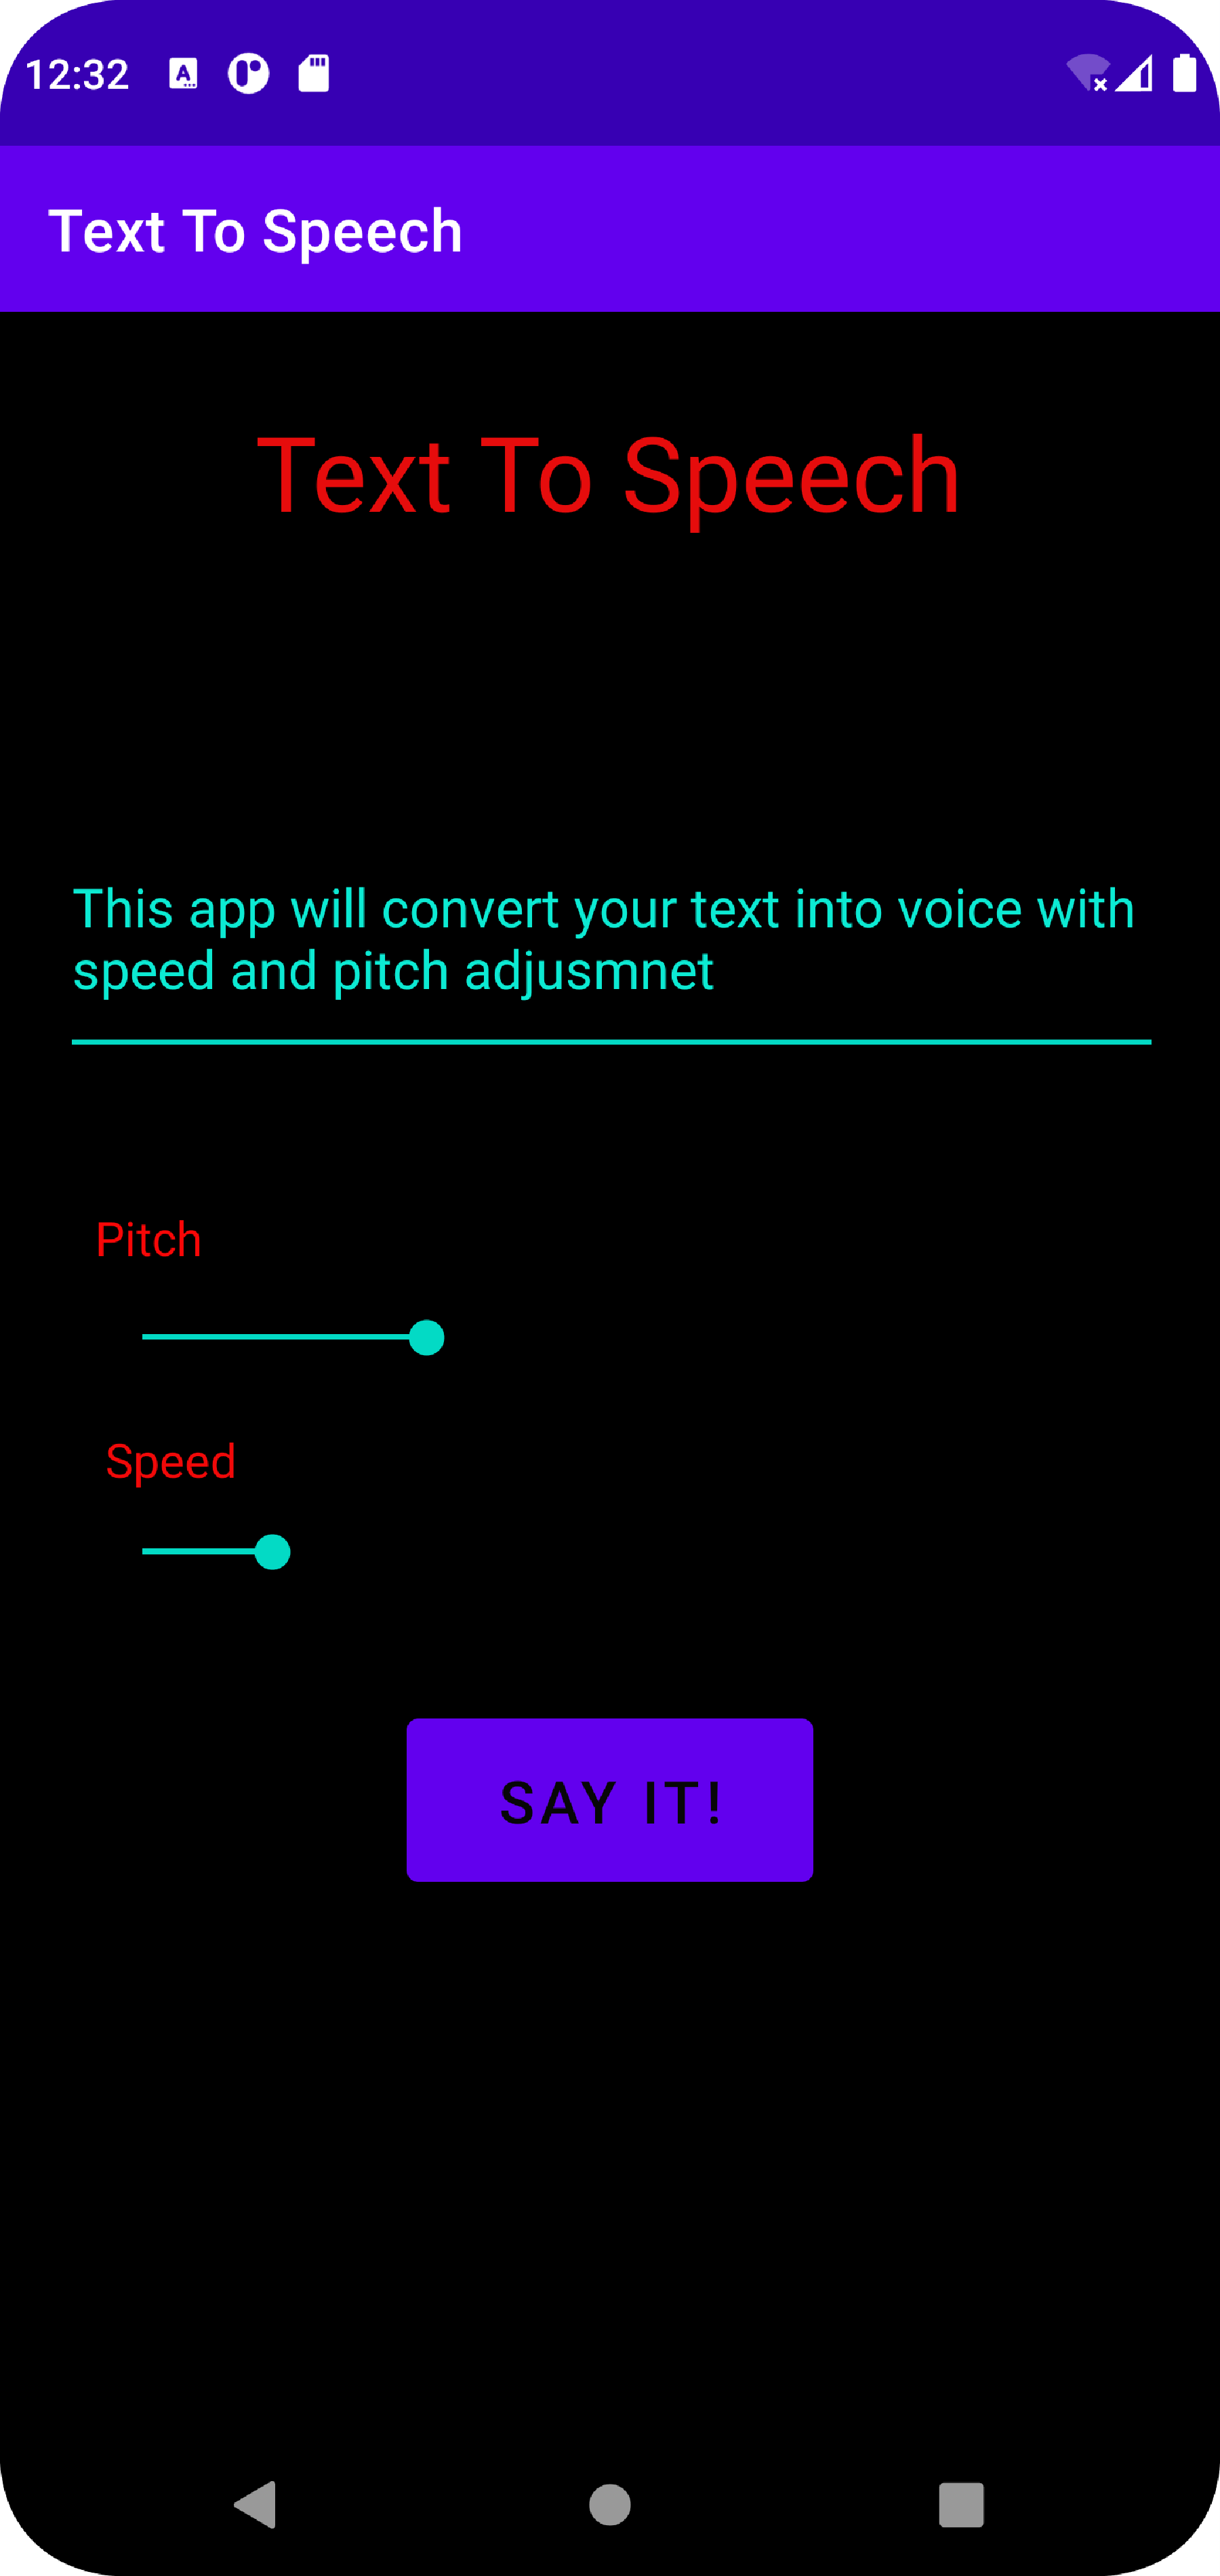 12:32
Text To Speech
Text To Speech
This app will convert your text into voice with
speed and pitch adjusmnet
Pitch
Speed
SAY IT!